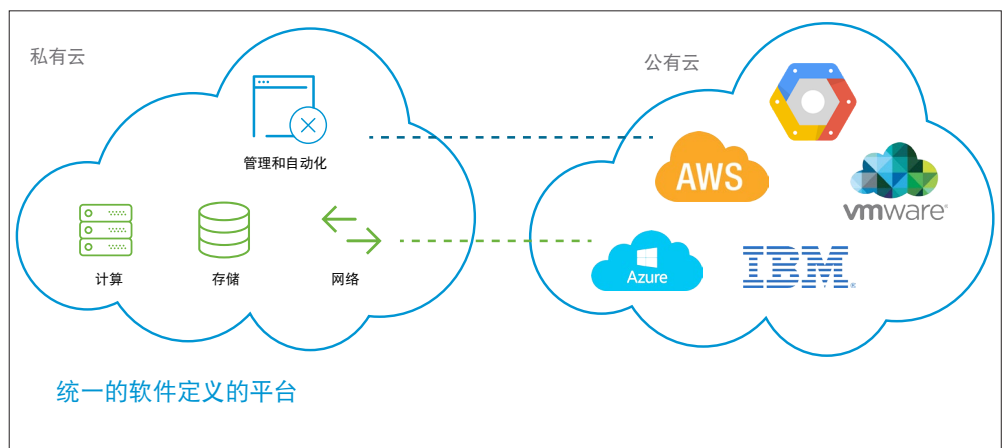 私有云
公有云
管理和自动化
AWS
vmware®
计算
存储
网络
Azure
IBM®
统一的软件定义的平台